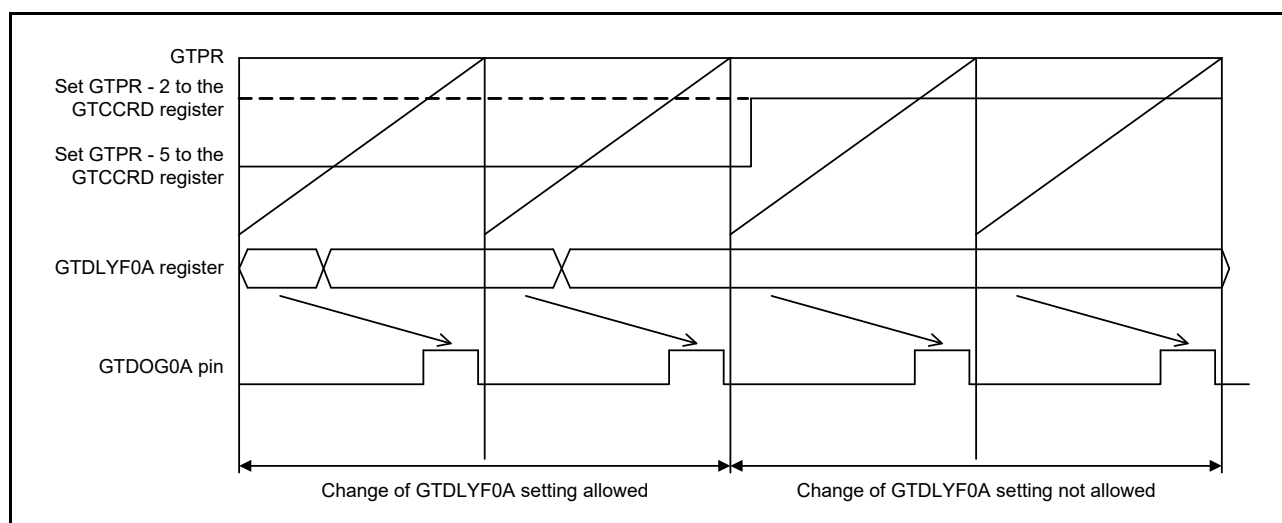 GTPR
Set GTPR - 2 to the
GTCCRD register
Set GTPR - 5 to the
GTCCRD register
GTDLYF0A register
GTDOG0A pin
Change of GTDLYF0A setting allowed
Change of GTDLYF0A setting not allowed